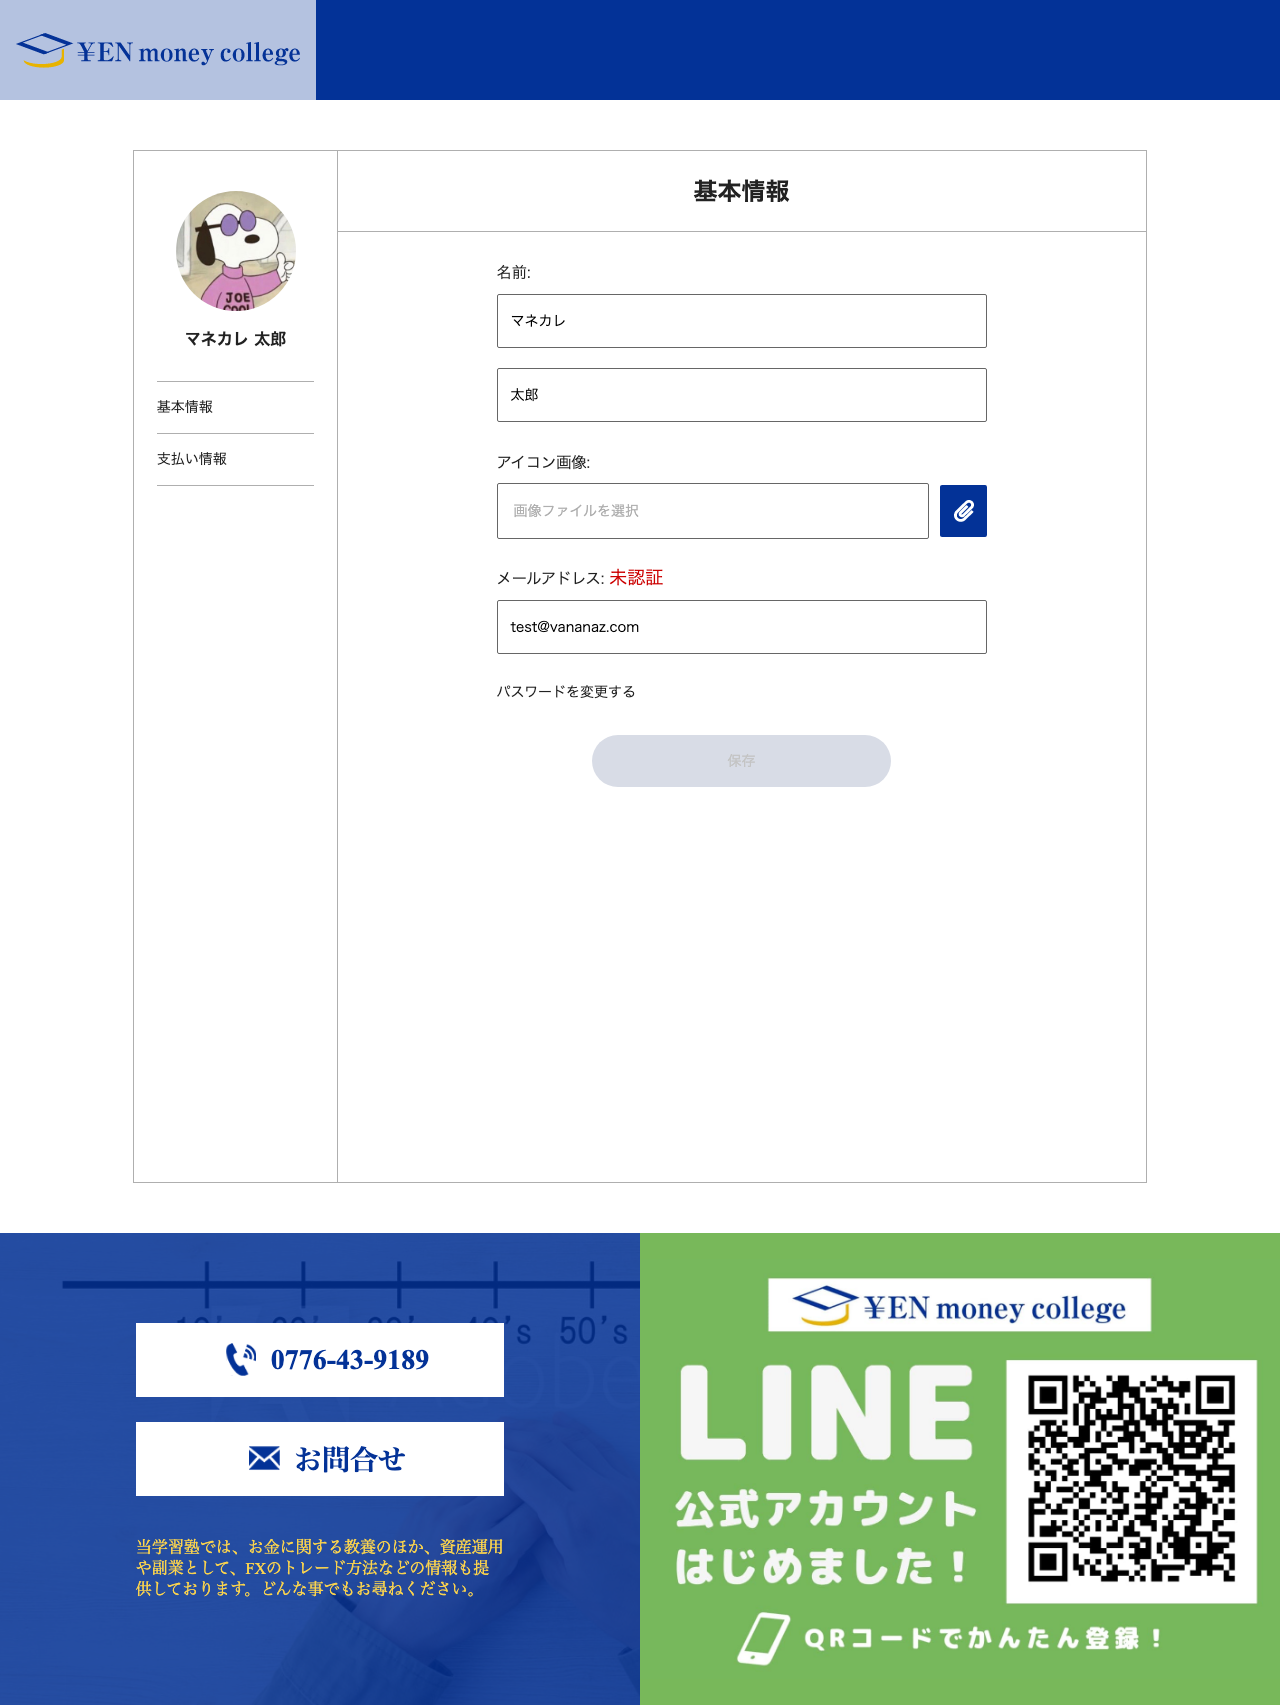 ¥EN money college
JOE
COOL
マネカレ 太郎
基本情報
支払い情報
基本情報
名前:
マネカレ
太郎
アイコン画像:
画像ファイルを選択
メールアドレス: 未認証
test@vananaz.com
パスワードを変更する
保存
50's
0776-43-9189
お問合せ
当学習塾では、お金に関する教養のほか、資産運用
や副業として、FXのトレード方法などの情報も提
供しております。どんな事でもお尋ねください。
¥EN money college
LINE
公式アカウント
はじめました！
QRコードでかんたん登録！